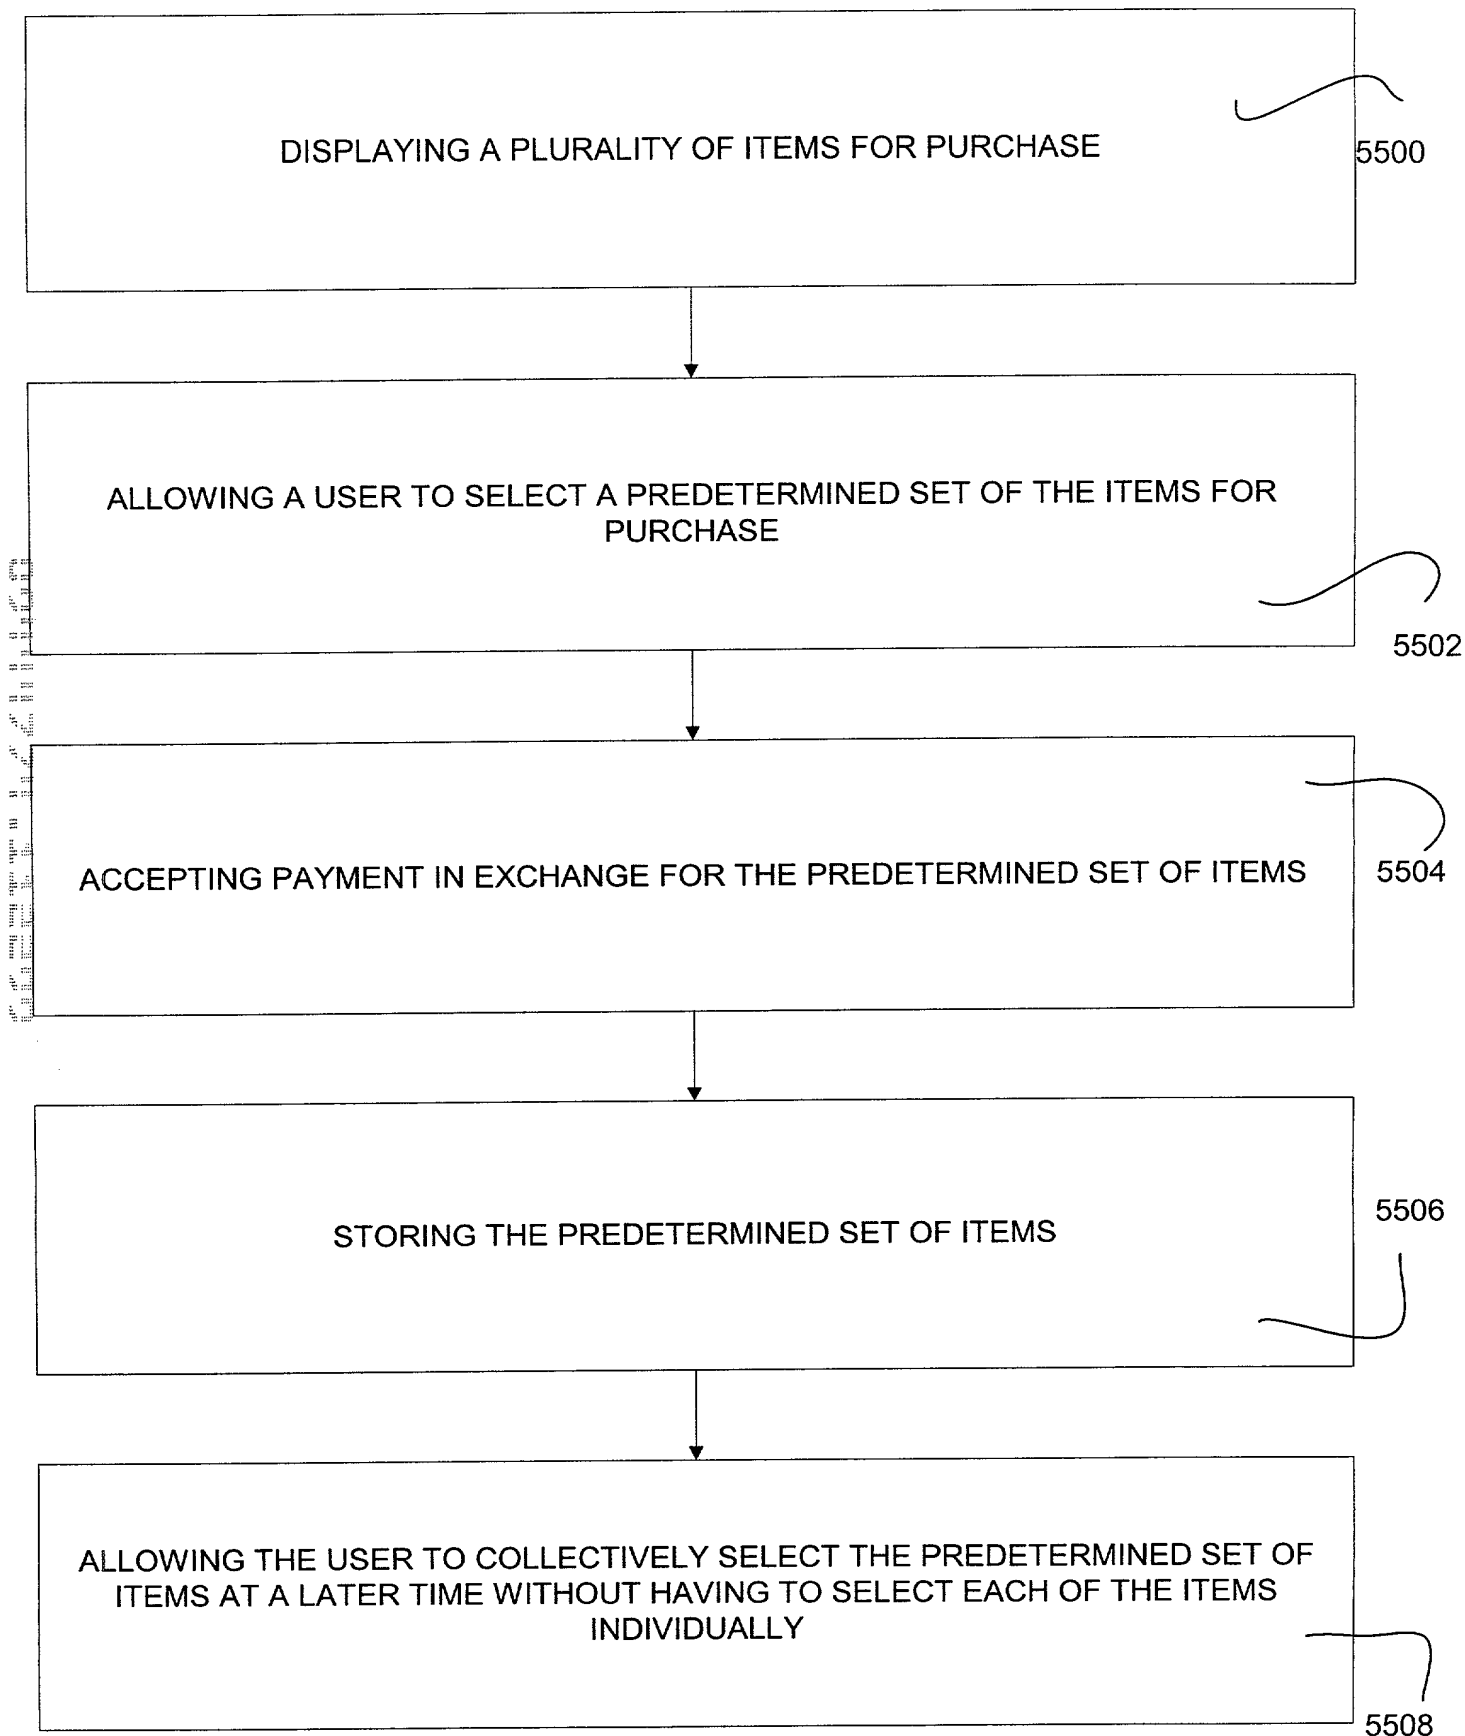 DISPLAYING A PLURALITY OF ITEMS FOR PURCHASE
5500
ALLOWING A USER TO SELECT A PREDETERMINED SET OF THE ITEMS FOR
PURCHASE
5502
ACCEPTING PAYMENT IN EXCHANGE FOR THE PREDETERMINED SET OF ITEMS
5504
STORING THE PREDETERMINED SET OF ITEMS
5506
ALLOWING THE USER TO COLLECTIVELY SELECT THE PREDETERMINED SET OF
ITEMS AT A LATER TIME WITHOUT HAVING TO SELECT EACH OF THE ITEMS
INDIVIDUALLY
5508